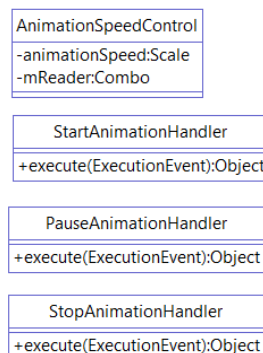 AnimationSpeedControl
-animationSpeed:Scale
-mReader:Combo
StartAnimationHandler
+execute(ExecutionEvent):Object
PauseAnimationHandler
+execute(ExecutionEvent):Object
StopAnimationHandler
+execute(ExecutionEvent):Object